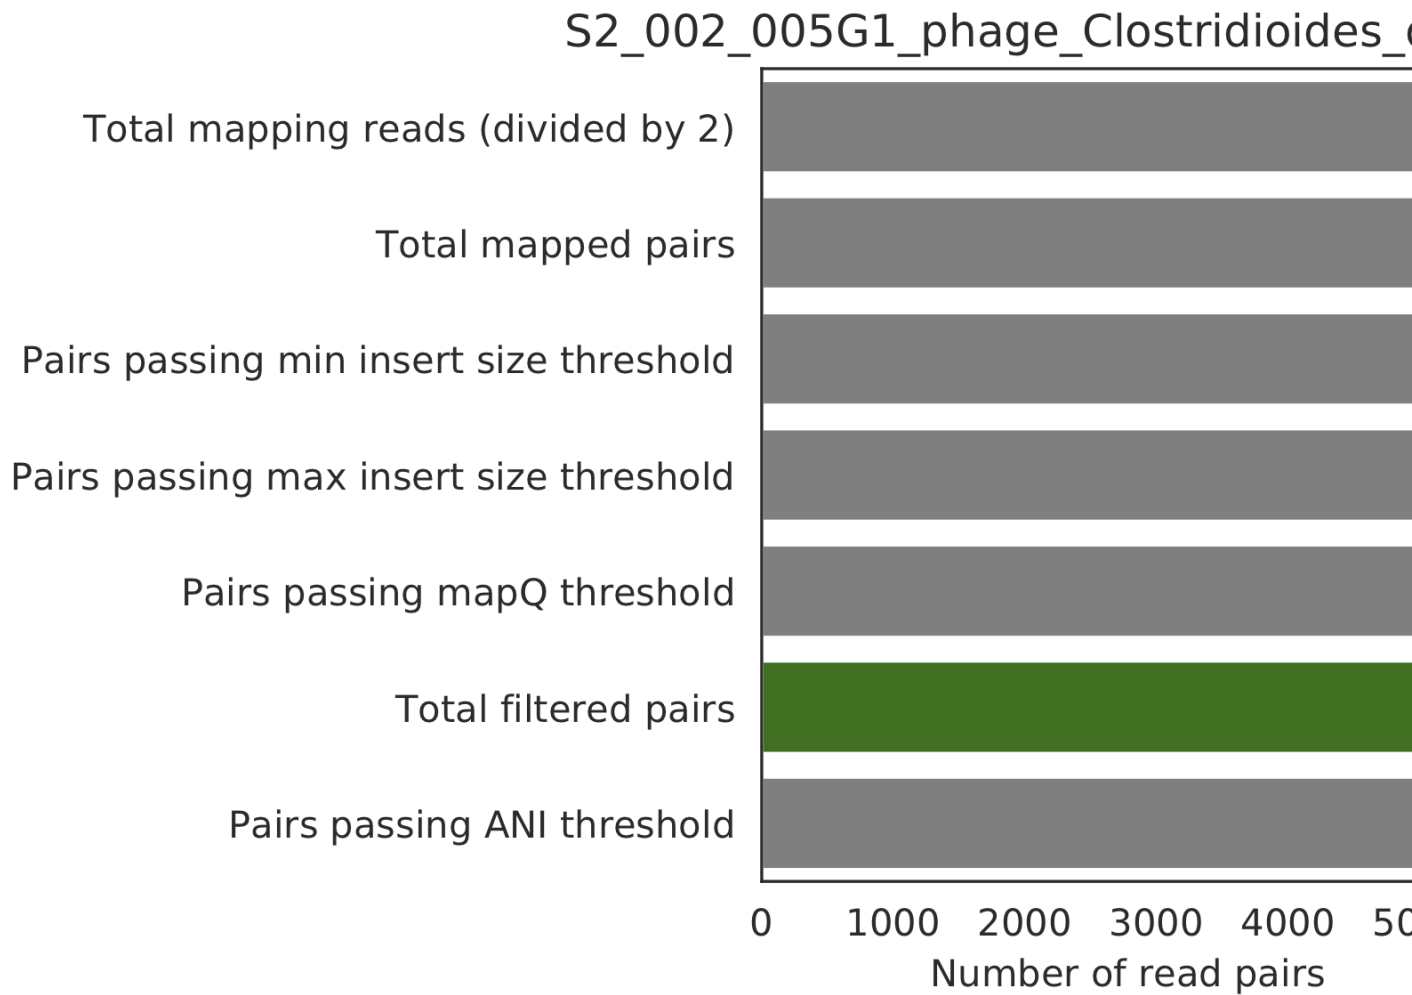 S2_002_005G1_phage_Clostridioides_
Total mapping reads (divided by 2)
Total mapped pairs
Pairs passing min insert size threshold
Pairs passing max insert size threshold
Pairs passing mapQ threshold
Total filtered pairs
Pairs passing ANI threshold
0 1000 2000 3000 4000
Number of read pairs